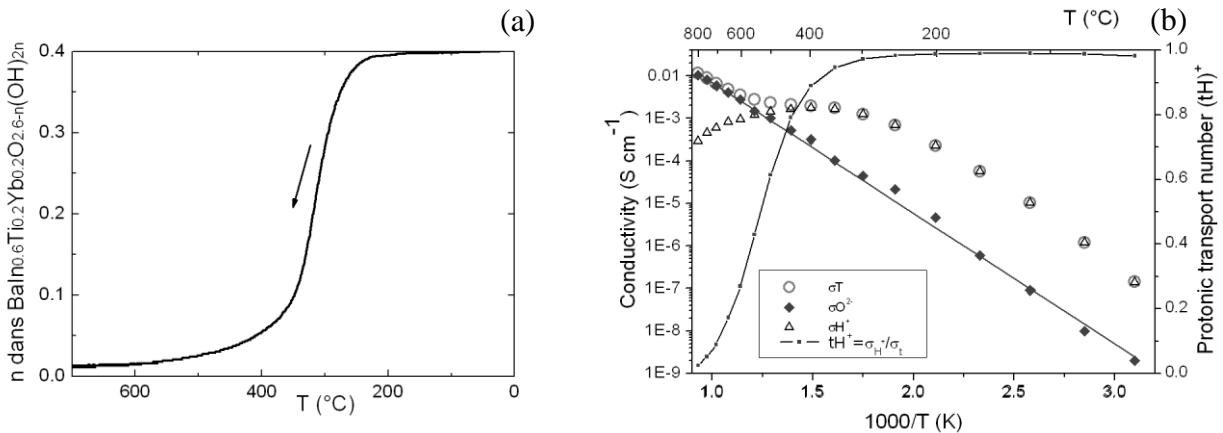 (a)
n dans BaIn0.6Ti0.2Yb0.2O2.6-n(OH)2n
0.4
0.3
0.2
0.1
0.0
600
400
200
0
T (°C)
(b)
T (°C)
800
600
400
200
Conductivity (S cm-1)
0.01
1E-3
1E-4
1E-5
1E-6
1E-7
1E-8
1E-9
σT
σO2-
σH+
tH+=σH+/σt
1.0
0.8
0.6
0.4
0.2
0.0
Protonic transport number (tH)+
1.0
1.5
2.0
2.5
3.0
1000/T (K)